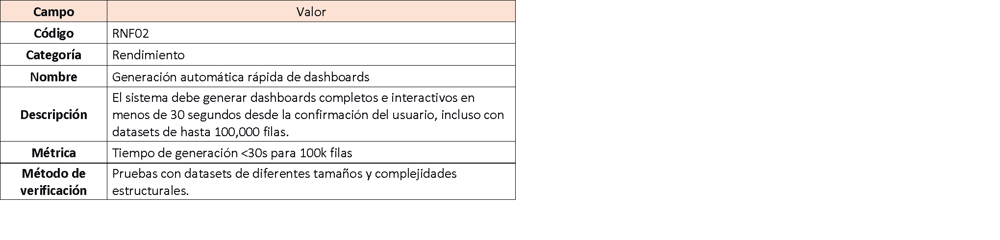 Campo Valor
Código RNF02
Categoría Rendimiento
Nombre Generación automática rápida de dashboards
Descripción El sistema debe generar dashboards completos e interactivos en
menos de 30 segundos desde la confirmación del usuario, incluso con
datasets de hasta 100,000 filas.
Métrica Tiempo de generación <30s para 100k filas
Método de verificación Pruebas con datasets de diferentes tamaños y complejidades
estructurales.